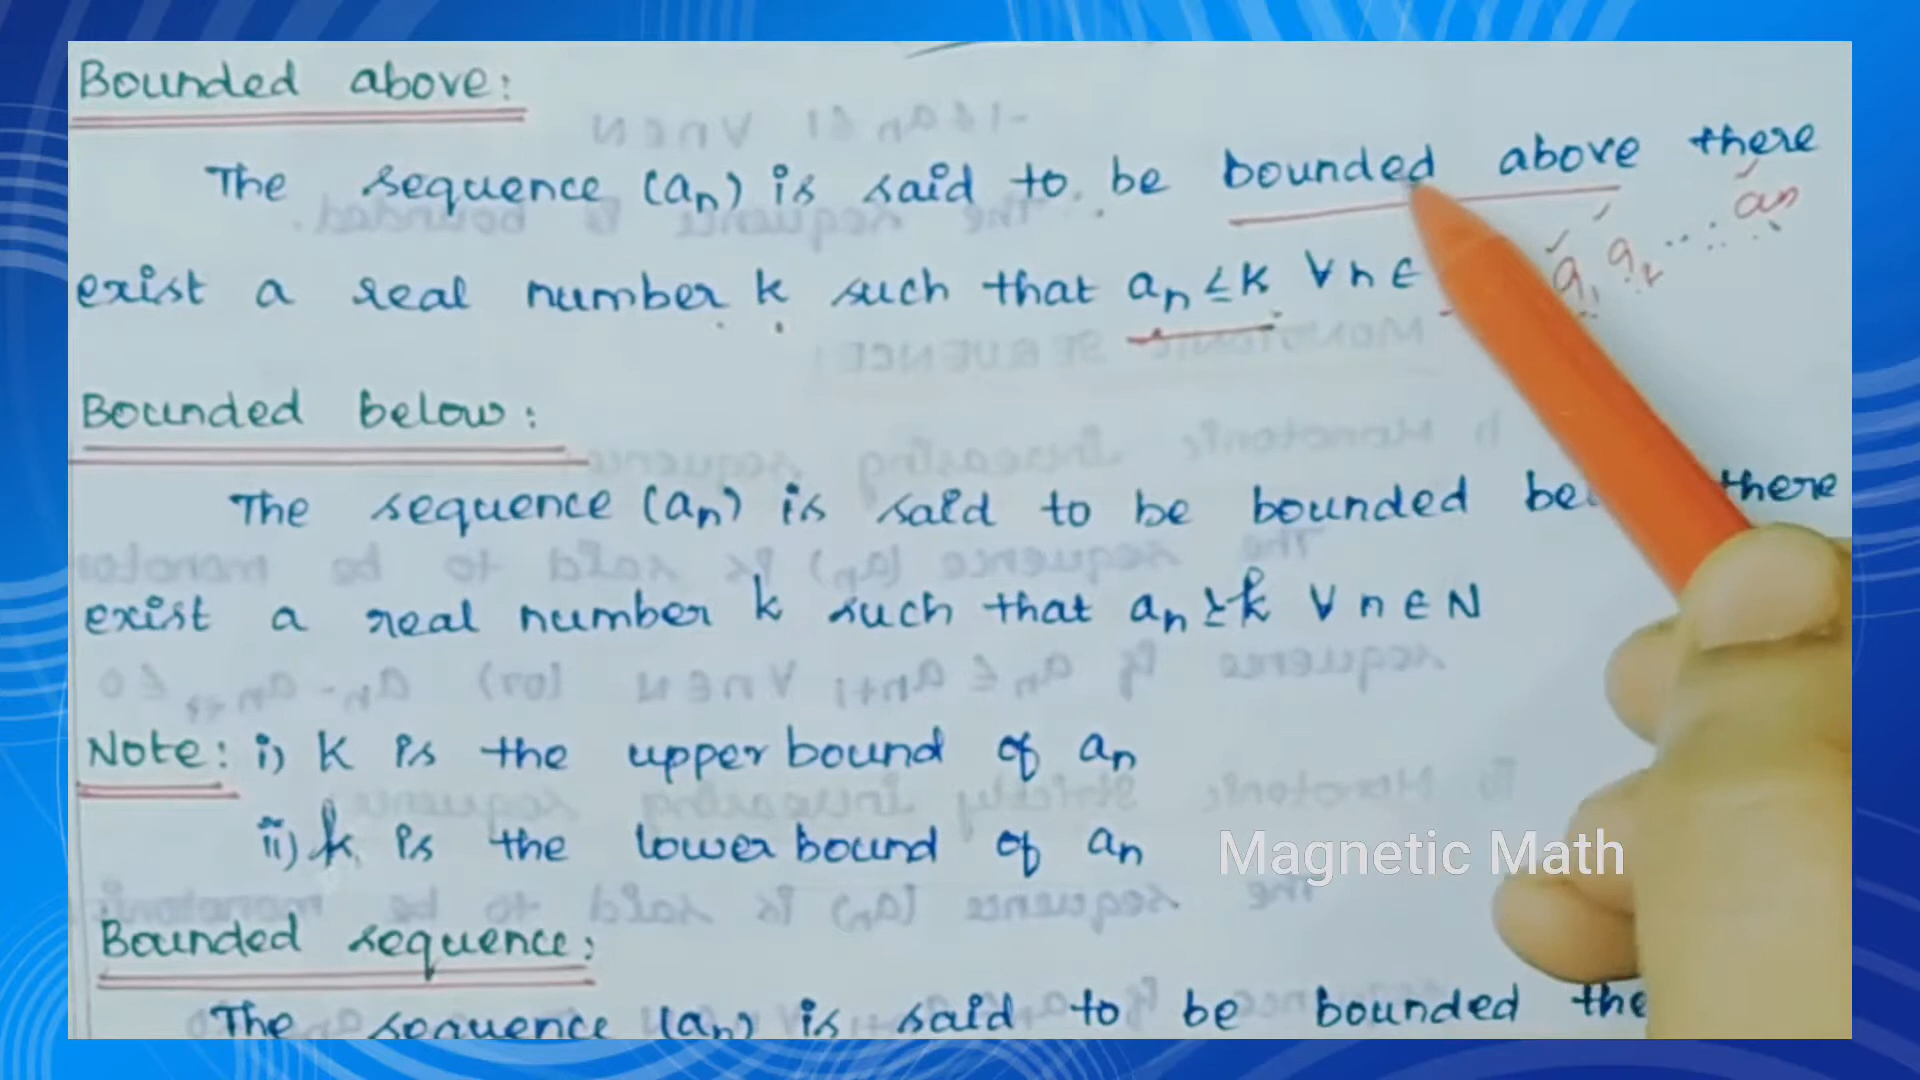 Bounded above:
The sequence (aₙ) is said to be bounded above there
exist a real number k such that aₙ ≤ k ∀ n ∈
a₁ a₂ ... aₙ
Bounded below:
The sequence (aₙ) is said to be bounded be there
exist a real number k such that aₙ ≥ k ∀ n ∈ N
Note: i) K is the upper bound of aₙ
ii) k is the lower bound of aₙ
Magnetic Math
Bounded sequence:
The sequence (aₙ) is said to be bounded the